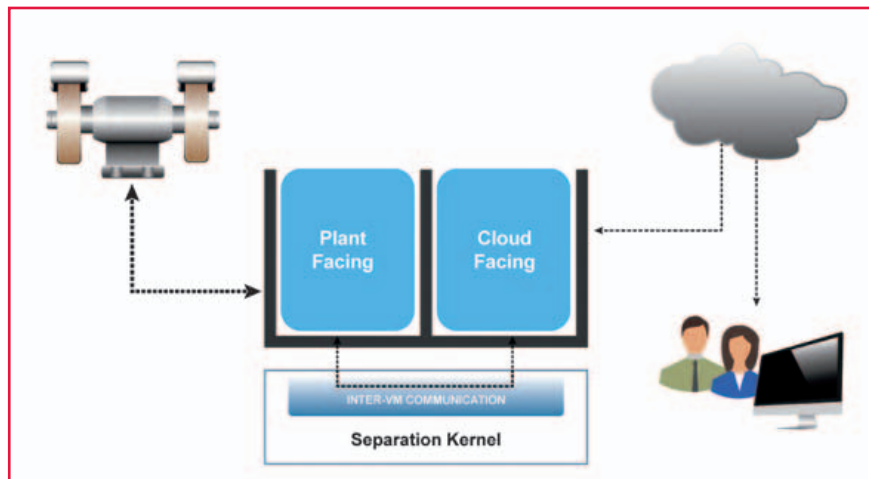 Plant
Facing
Cloud
Facing
INTER-VM COMMUNICATION
Separation Kernel